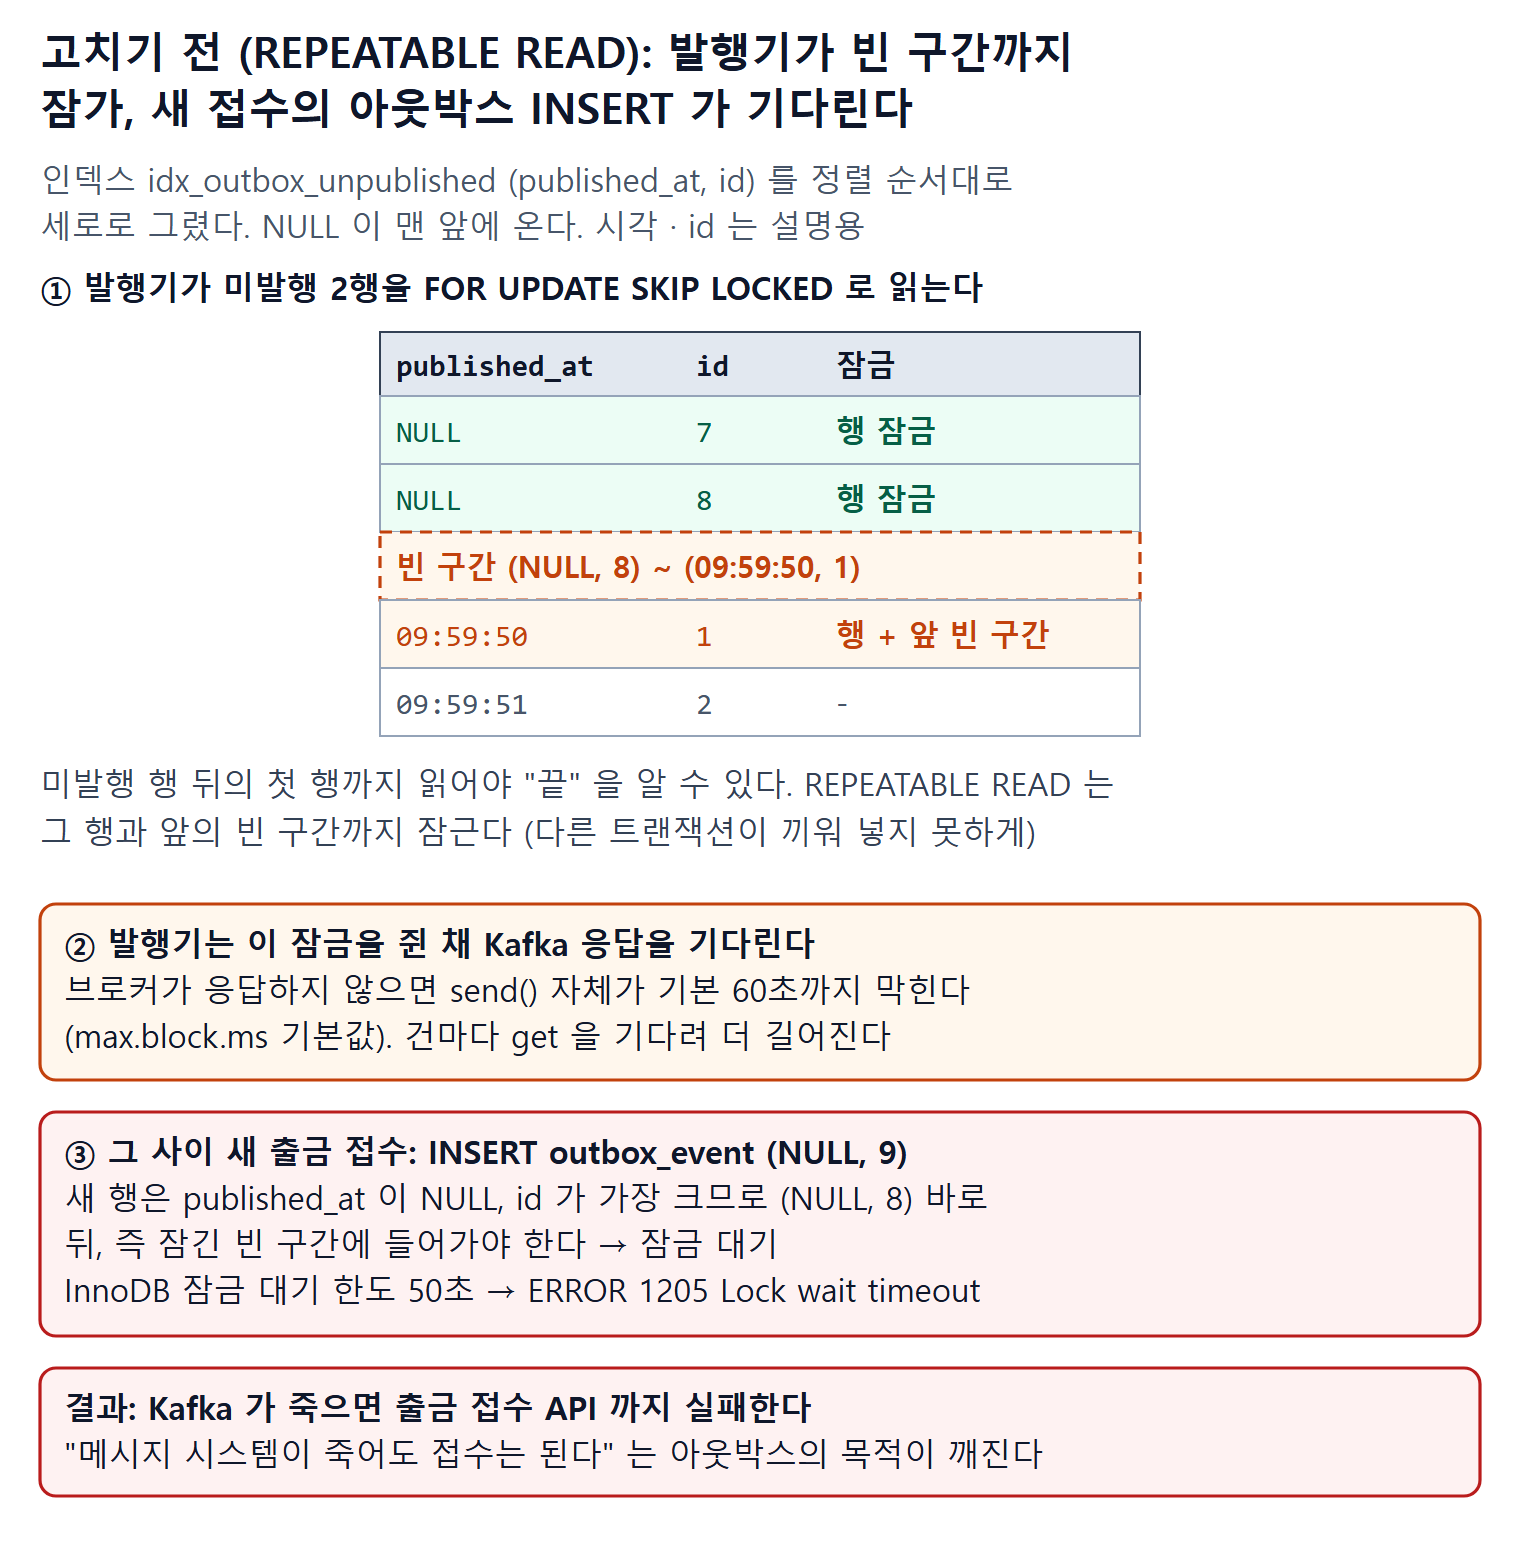 고치기 전 (REPEATABLE READ): 발행기가 빈 구간까지
잠가, 새 접수의 아웃박스 INSERT 가 기다린다
인덱스 idx_outbox_unpublished (published_at, id) 를 정렬 순서대로
세로로 그렸다. NULL 이 맨 앞에 온다. 시각 · id 는 설명용
① 발행기가 미발행 2행을 FOR UPDATE SKIP LOCKED 로 읽는다
published_at id 잠금
NULL 7 행 잠금
NULL 8 행 잠금
빈 구간 (NULL, 8) ~ (09:59:50, 1)
09:59:50 1 행 + 앞 빈 구간
09:59:51 2 -
미발행 행 뒤의 첫 행까지 읽어야 "끝" 을 알 수 있다. REPEATABLE READ 는
그 행과 앞의 빈 구간까지 잠근다 (다른 트랜잭션이 끼워 넣지 못하게)
② 발행기는 이 잠금을 쥔 채 Kafka 응답을 기다린다
브로커가 응답하지 않으면 send() 자체가 기본 60초까지 막힌다
(max.block.ms 기본값). 건마다 get 을 기다려 더 길어진다
③ 그 사이 새 출금 접수: INSERT outbox_event (NULL, 9)
새 행은 published_at 이 NULL, id 가 가장 크므로 (NULL, 8) 바로
뒤, 즉 잠긴 빈 구간에 들어가야 한다 → 잠금 대기
InnoDB 잠금 대기 한도 50초 → ERROR 1205 Lock wait timeout
결과: Kafka 가 죽으면 출금 접수 API 까지 실패한다
"메시지 시스템이 죽어도 접수는 된다" 는 아웃박스의 목적이 깨진다